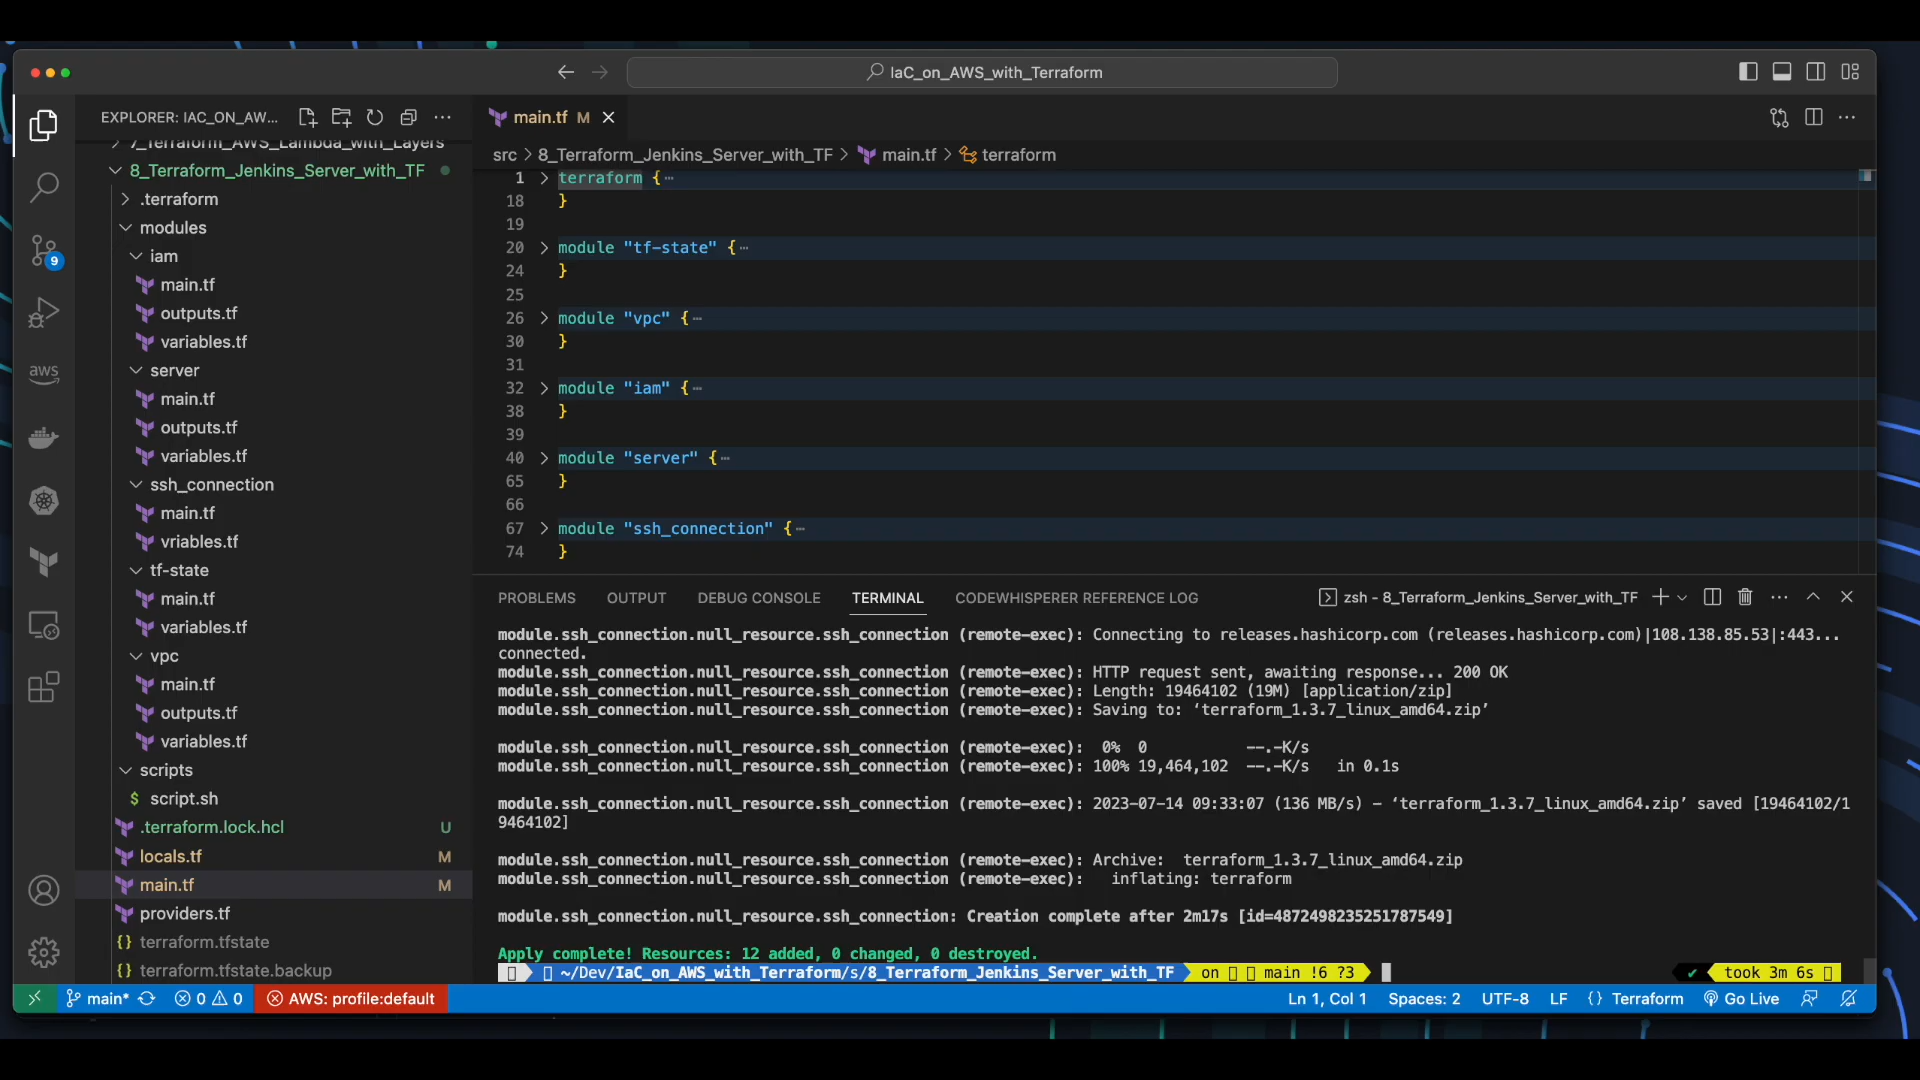 IaC_on_AWS_with_Terraform
EXPLORER: IAC_ON_AW...
7_Terraform_AWS_Lambda_with_Layers
8_Terraform_Jenkins_Server_with_TF
.terraform
modules
iam
main.tf
outputs.tf
variables.tf
server
main.tf
outputs.tf
variables.tf
ssh_connection
main.tf
vriables.tf
tf-state
main.tf
variables.tf
vpc
main.tf
outputs.tf
variables.tf
scripts
$ script.sh
.terraform.lock.hcl U
locals.tf M
main.tf M
providers.tf
{} terraform.tfstate
{} terraform.tfstate.backup
aws
9
main.tf M
src > 8_Terraform_Jenkins_Server_with_TF > main.tf > terraform
1 terraform {
18 }
19
20 module "tf-state" {
24 }
25
26 module "vpc" {
30 }
31
32 module "iam" {
38 }
39
40 module "server" {
65 }
66
67 module "ssh_connection" {
74 }
PROBLEMS OUTPUT DEBUG CONSOLE TERMINAL CODEWHISPERER REFERENCE LOG zsh - 8_Terraform_Jenkins_Server_with_TF
module.ssh_connection.null_resource.ssh_connection (remote-exec): Connecting to releases.hashicorp.com (releases.hashicorp.com)|108.138.85.53|:443...
connected.
module.ssh_connection.null_resource.ssh_connection (remote-exec): HTTP request sent, awaiting response... 200 OK
module.ssh_connection.null_resource.ssh_connection (remote-exec): Length: 19464102 (19M) [application/zip]
module.ssh_connection.null_resource.ssh_connection (remote-exec): Saving to: ‘terraform_1.3.7_linux_amd64.zip’
module.ssh_connection.null_resource.ssh_connection (remote-exec):  0% 0 --.-K/s
module.ssh_connection.null_resource.ssh_connection (remote-exec): 100% 19,464,102 --.-K/s in 0.1s
module.ssh_connection.null_resource.ssh_connection (remote-exec): 2023-07-14 09:33:07 (136 MB/s) - ‘terraform_1.3.7_linux_amd64.zip’ saved [19464102/1
9464102]
module.ssh_connection.null_resource.ssh_connection (remote-exec): Archive:  terraform_1.3.7_linux_amd64.zip
module.ssh_connection.null_resource.ssh_connection (remote-exec):   inflating: terraform
module.ssh_connection.null_resource.ssh_connection: Creation complete after 2m17s [id=4872498235251787549]
Apply complete! Resources: 12 added, 0 changed, 0 destroyed.
~/Dev/IaC_on_AWS_with_Terraform/s/8_Terraform_Jenkins_Server_with_TF on main !6 ?3 ✔ took 3m 6s
main* 0 0 AWS: profile:default Ln 1, Col 1 Spaces: 2 UTF-8 LF {} Terraform Go Live